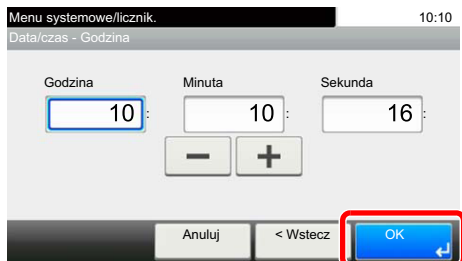 Menu systemowe/licznik. 10:10
Data/czas - Godzina
Godzina Minuta Sekunda
10 : 10 : 16 :
− +
Anuluj < Wstecz OK